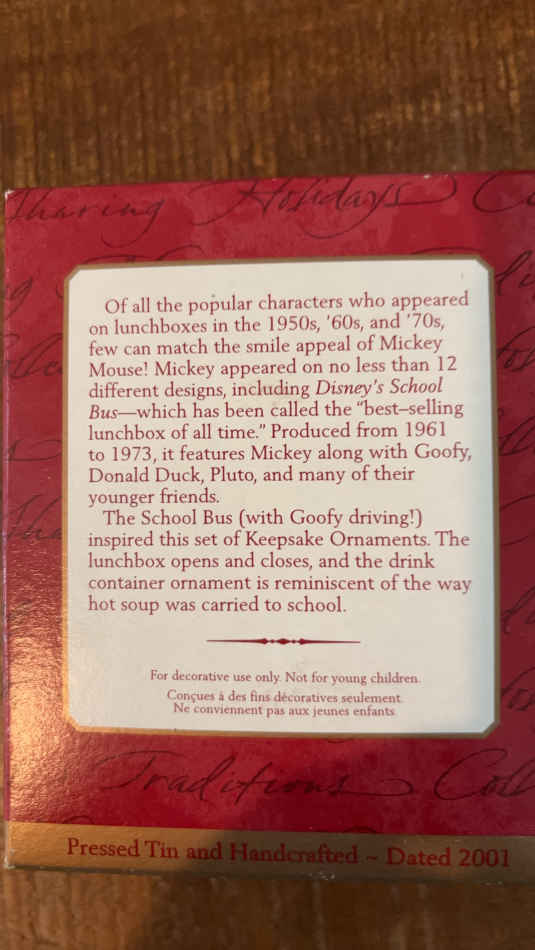 Sharing Holidays Co
Of all the popular characters who appeared
on lunchboxes in the 1950s, '60s, and '70s,
few can match the smile appeal of Mickey
Mouse! Mickey appeared on no less than 12
different designs, including Disney's School
Bus—which has been called the “best–selling
lunchbox of all time.” Produced from 1961
to 1973, it features Mickey along with Goofy,
Donald Duck, Pluto, and many of their
younger friends.
The School Bus (with Goofy driving!)
inspired this set of Keepsake Ornaments. The
lunchbox opens and closes, and the drink
container ornament is reminiscent of the way
hot soup was carried to school.
For decorative use only. Not for young children.
Conçues à des fins décoratives seulement.
Ne conviennent pas aux jeunes enfants.
Traditions Coll
Pressed Tin and Handcrafted ~ Dated 2001